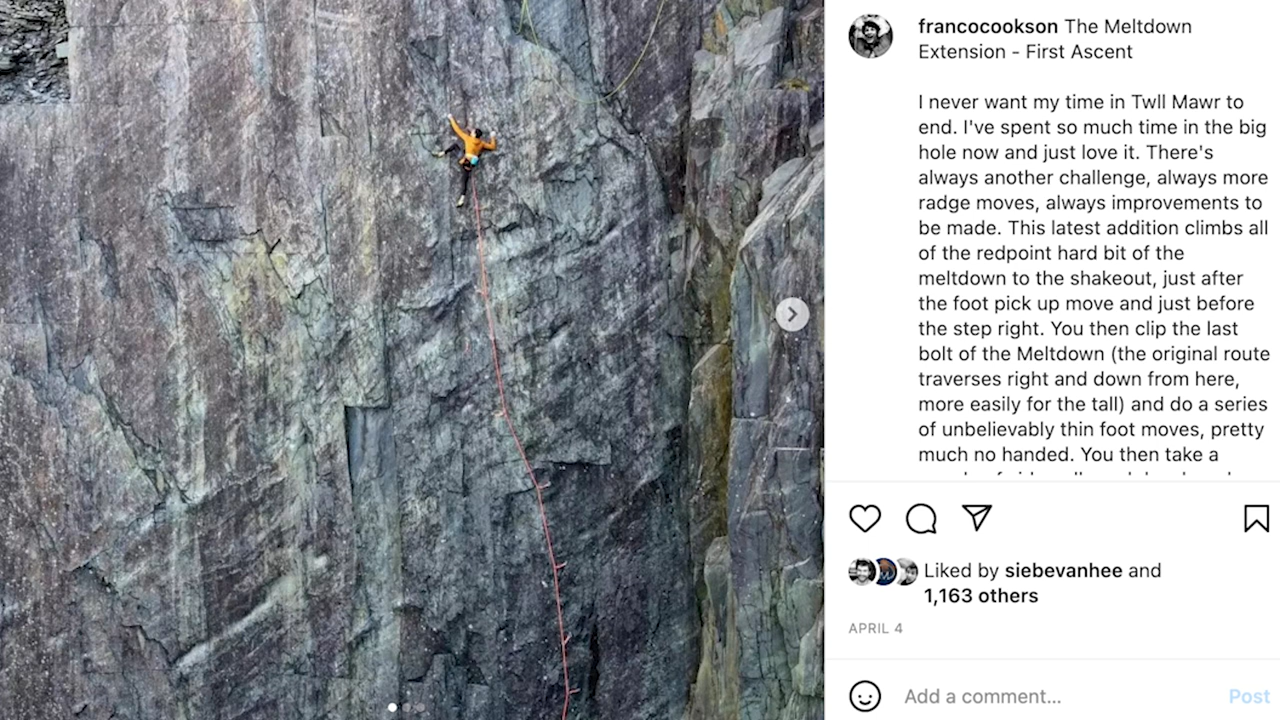 francocookson The Meltdown
Extension - First Ascent
I never want my time in Twll Mawr to
end. I've spent so much time in the big
hole now and just love it. There's
always another challenge, always more
radge moves, always improvements to
be made. This latest addition climbs all
of the redpoint hard bit of the
meltdown to the shakeout, just after
the foot pick up move and just before
the step right. You then clip the last
bolt of the Meltdown (the original route
traverses right and down from here,
more easily for the tall) and do a series
of unbelievably thin foot moves, pretty
much no handed. You then take a
Liked by siebevanhee and
1,163 others
APRIL 4
Add a comment...
Post